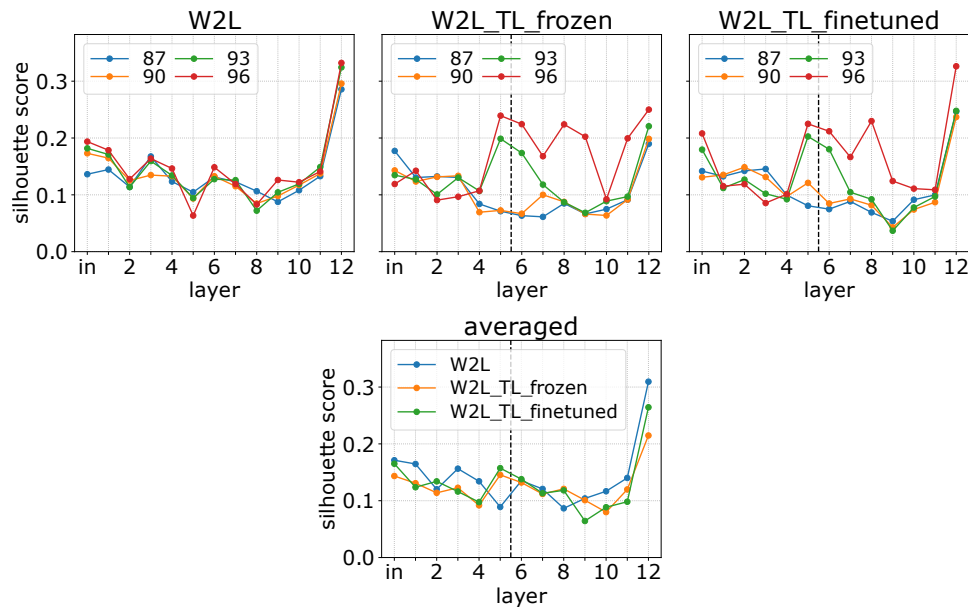 W2L
W2L_TL_frozen
W2L_TL_finetuned
silhouette score
0.3
0.2
0.1
0.0
87
93
90
96
87
93
90
96
87
93
90
96
in 2 4 6 8 10 12
in 2 4 6 8 10 12
in 2 4 6 8 10 12
layer
layer
layer
averaged
silhouette score
0.3
0.2
0.1
0.0
W2L
W2L_TL_frozen
W2L_TL_finetuned
in 2 4 6 8 10 12
layer